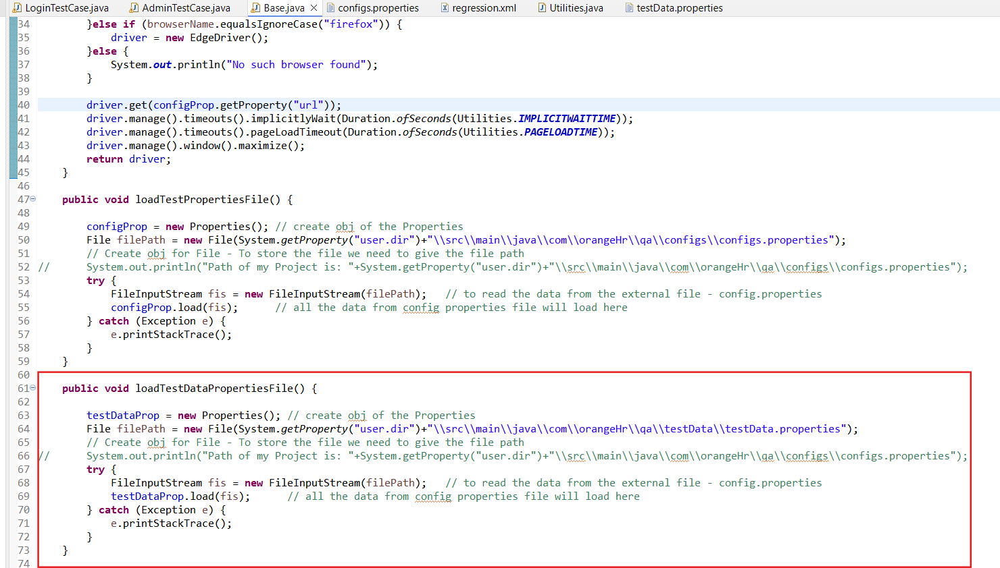 LoginTestCase.java AdminTestCase.java Base.java configs.properties regression.xml Utilities.java testData.properties
34 }else if (browserName.equalsIgnoreCase("firefox")) {
35 driver = new EdgeDriver();
36 }else {
37 System.out.println("No such browser found");
38 }
39
40 driver.get(configProp.getProperty("url"));
41 driver.manage().timeouts().implicitlyWait(Duration.ofSeconds(Utilities.IMPLICITWAITTIME));
42 driver.manage().timeouts().pageLoadTimeout(Duration.ofSeconds(Utilities.PAGELOADTIME));
43 driver.manage().window().maximize();
44 return driver;
45 }
46
47 public void loadTestPropertiesFile() {
48
49 configProp = new Properties(); // create obj of the Properties
50 File filePath = new File(System.getProperty("user.dir")+"\\src\\main\\java\\com\\orangeHr\\qa\\configs\\configs.properties");
51 // Create obj for File - To store the file we need to give the file path
52 // System.out.println("Path of my Project is: "+System.getProperty("user.dir")+"\\src\\main\\java\\com\\orangeHr\\qa\\configs\\configs.properties");
53 try {
54 FileInputStream fis = new FileInputStream(filePath); // to read the data from the external file - config.properties
55 configProp.load(fis); // all the data from config properties file will load here
56 } catch (Exception e) {
57 e.printStackTrace();
58 }
59 }
60
61 public void loadTestDataPropertiesFile() {
62
63 testDataProp = new Properties(); // create obj of the Properties
64 File filePath = new File(System.getProperty("user.dir")+"\\src\\main\\java\\com\\orangeHr\\qa\\testData\\testData.properties");
65 // Create obj for File - To store the file we need to give the file path
66 // System.out.println("Path of my Project is: "+System.getProperty("user.dir")+"\\src\\main\\java\\com\\orangeHr\\qa\\configs\\configs.properties");
67 try {
68 FileInputStream fis = new FileInputStream(filePath); // to read the data from the external file - config.properties
69 testDataProp.load(fis); // all the data from config properties file will load here
70 } catch (Exception e) {
71 e.printStackTrace();
72 }
73 }
74